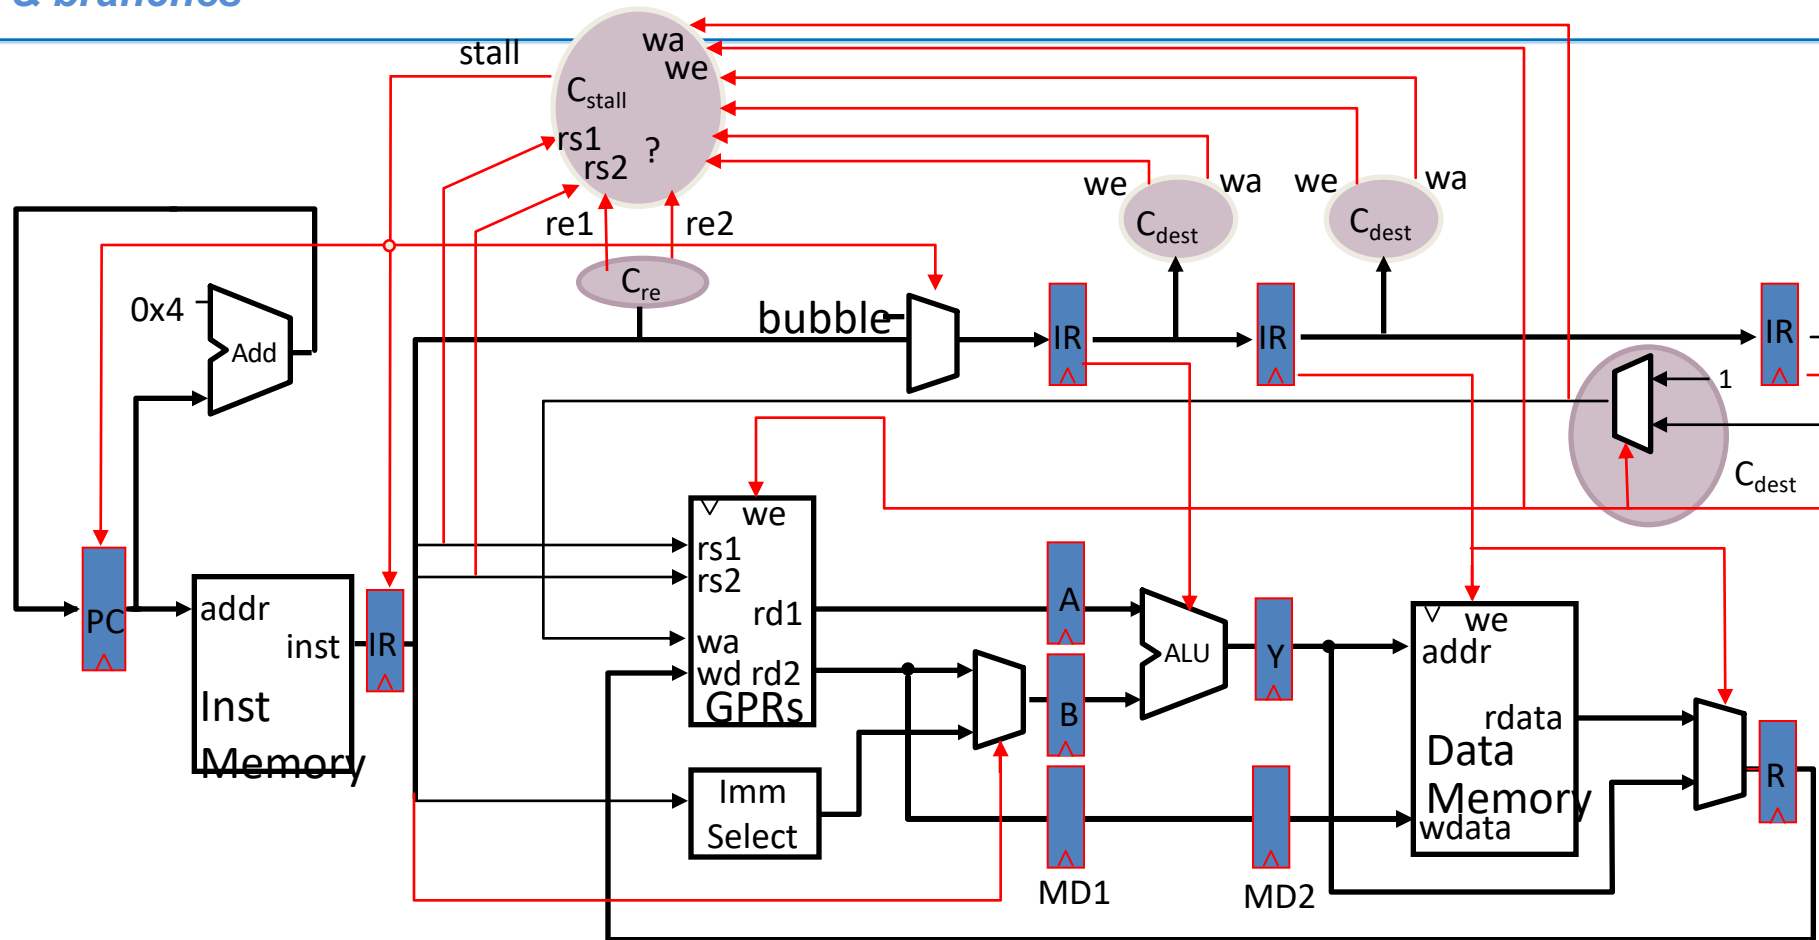 & branches
stall
wa
we
Cstall
rs1
rs2
?
we
wa
we
wa
Cdest
Cdest
re1
re2
Cre
0x4
Add
bubble
IR
IR
IR
1
Cdest
we
rs1
rs2
rd1
wa
wd rd2
GPRs
PC
addr
inst
Inst
Memory
IR
A
B
ALU
Y
we
addr
rdata
Data
Memory
wdata
R
Imm
Select
MD1
MD2